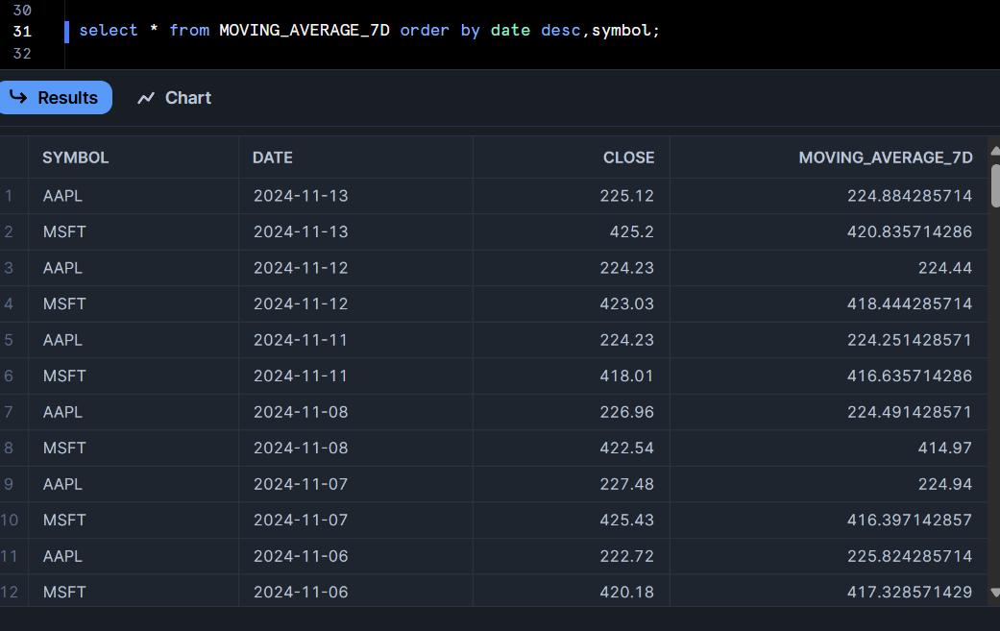 30
31 select * from MOVING_AVERAGE_7D order by date desc,symbol;
32
Results Chart
SYMBOL DATE CLOSE MOVING_AVERAGE_7D
1 AAPL 2024-11-13 225.12 224.884285714
2 MSFT 2024-11-13 425.2 420.835714286
3 AAPL 2024-11-12 224.23 224.44
4 MSFT 2024-11-12 423.03 418.444285714
5 AAPL 2024-11-11 224.23 224.251428571
6 MSFT 2024-11-11 418.01 416.635714286
7 AAPL 2024-11-08 226.96 224.491428571
8 MSFT 2024-11-08 422.54 414.97
9 AAPL 2024-11-07 227.48 224.94
10 MSFT 2024-11-07 425.43 416.397142857
11 AAPL 2024-11-06 222.72 225.824285714
12 MSFT 2024-11-06 420.18 417.328571429